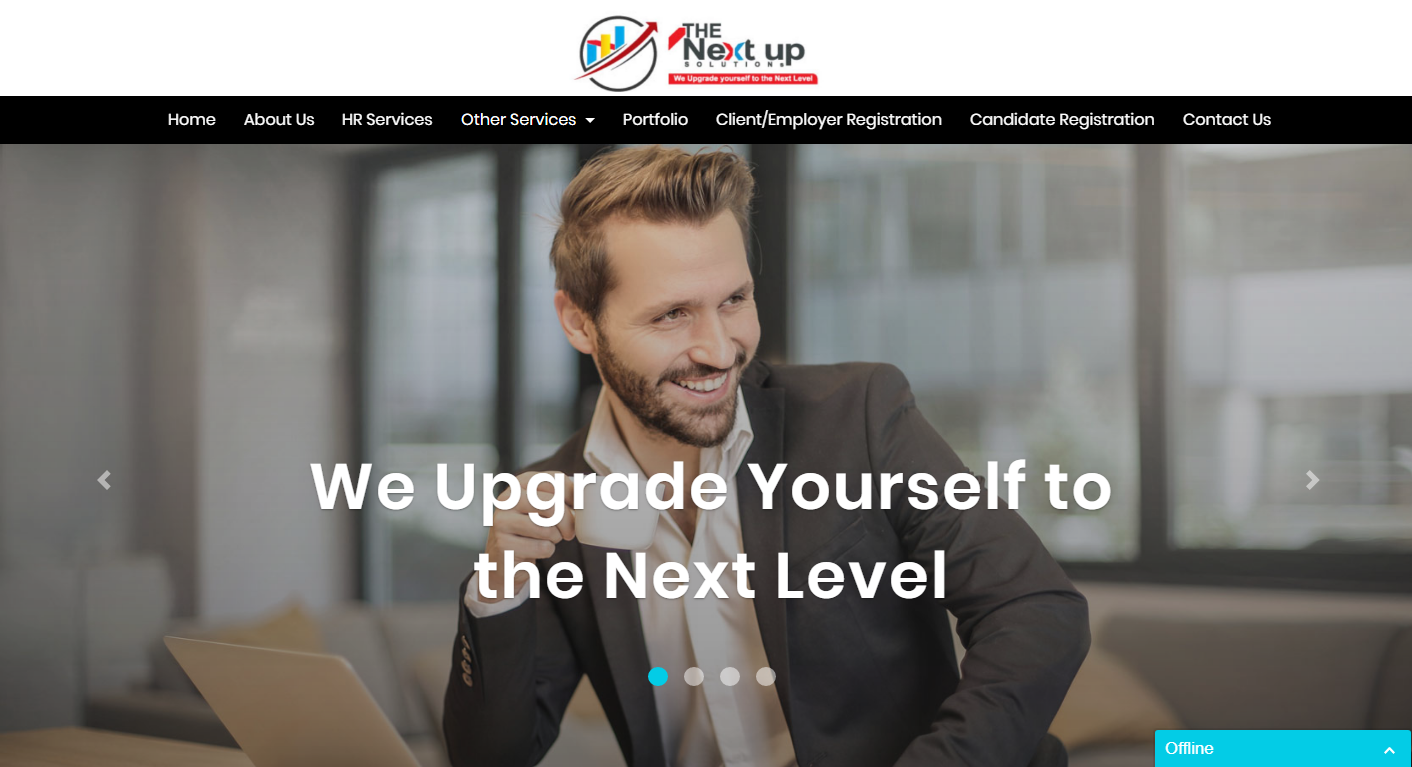 THE
Next up
SOLUTIONs
We Upgrade yourself to the Next Level
Home About Us HR Services Other Services Portfolio Client/Employer Registration Candidate Registration Contact Us
We Upgrade Yourself to
the Next Level
Offline